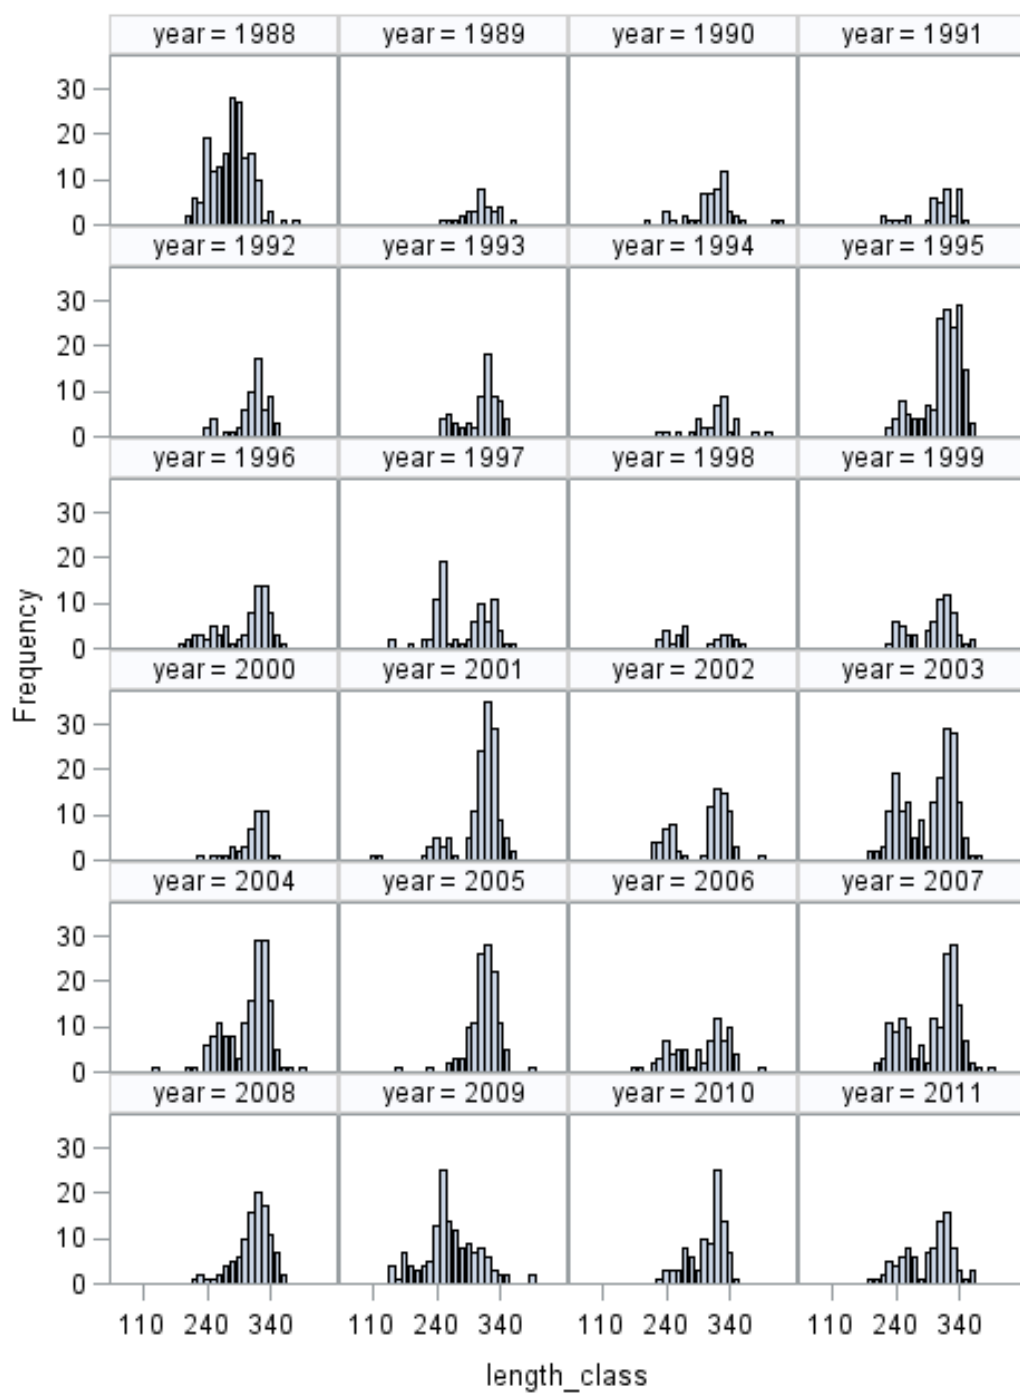 year = 1988 year = 1989 year = 1990 year = 1991
30
20
10
0
year = 1992 year = 1993 year = 1994 year = 1995
30
20
10
0
year = 1996 year = 1997 year = 1998 year = 1999
30
20
10
0
year = 2000 year = 2001 year = 2002 year = 2003
30
20
10
0
year = 2004 year = 2005 year = 2006 year = 2007
30
20
10
0
year = 2008 year = 2009 year = 2010 year = 2011
30
20
10
0
Frequency
110 240 340 110 240 340 110 240 340 110 240 340
length_class